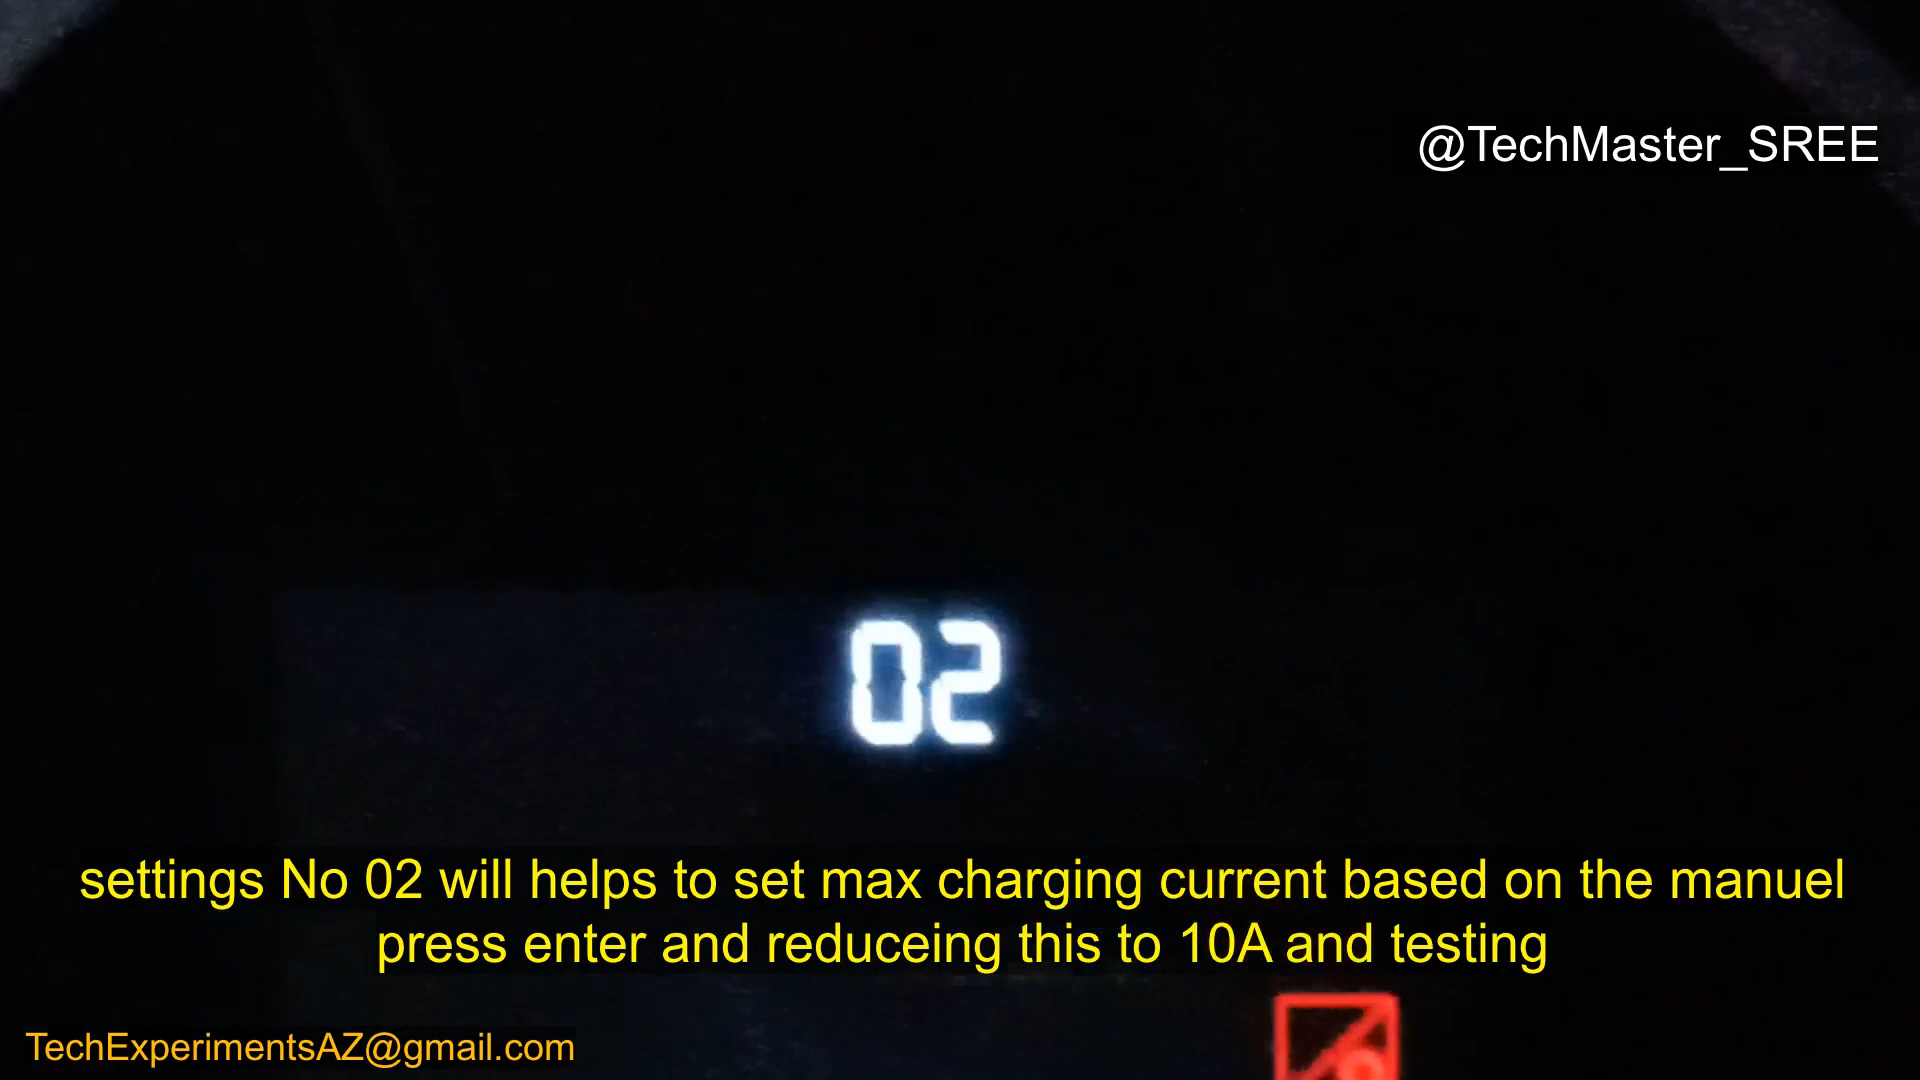 @TechMaster_SREE
02
settings No 02 will helps to set max charging current based on the manuel
press enter and reduceing this to 10A and testing
TechExperimentsAZ@gmail.com